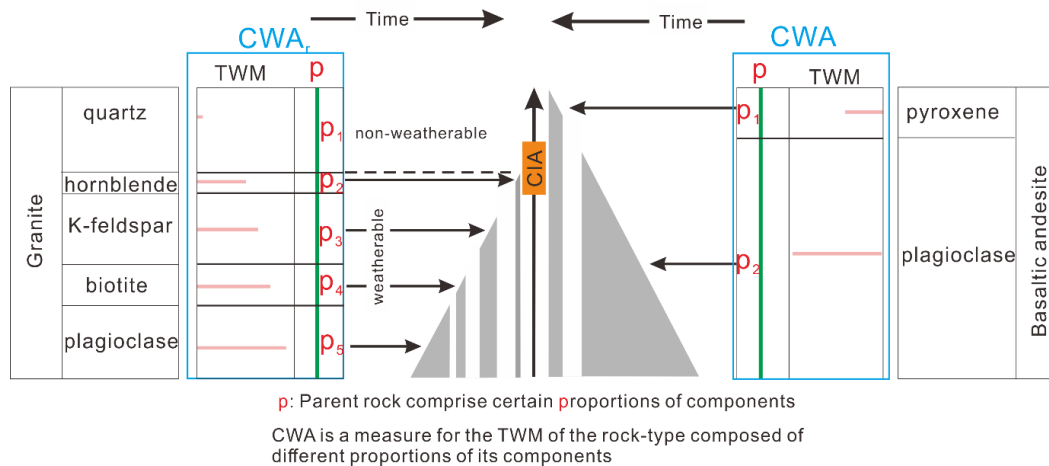 Time
Time
CWAr
CWA
TWM
p
p
TWM
Granite
quartz
hornblende
K-feldspar
biotite
plagioclase
p1
p2
p3
p4
p5
non-weatherable
weatherable
CIA
p1
p2
pyroxene
plagioclase
Basaltic andesite
p: Parent rock comprise certain proportions of components
CWA is a measure for the TWM of the rock-type composed of
different proportions of its components